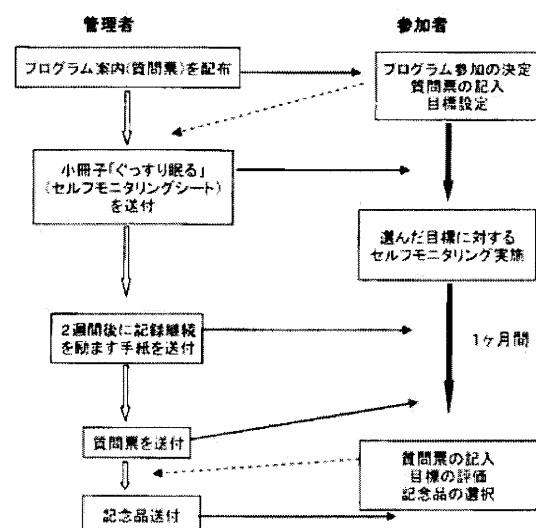 管理者
プログラム案内(質問票)を配布
小冊子「ぐっすり眠る」
(セルフモニタリングシート)
を送付
2週間後に記録継続
を励ます手紙を送付
質問票を送付
記念品送付
参加者
プログラム参加の決定
質問票の記入
目標設定
選んだ目標に対する
セルフモニタリング実施
1ヶ月間
質問票の記入
目標の評価
記念品の選択